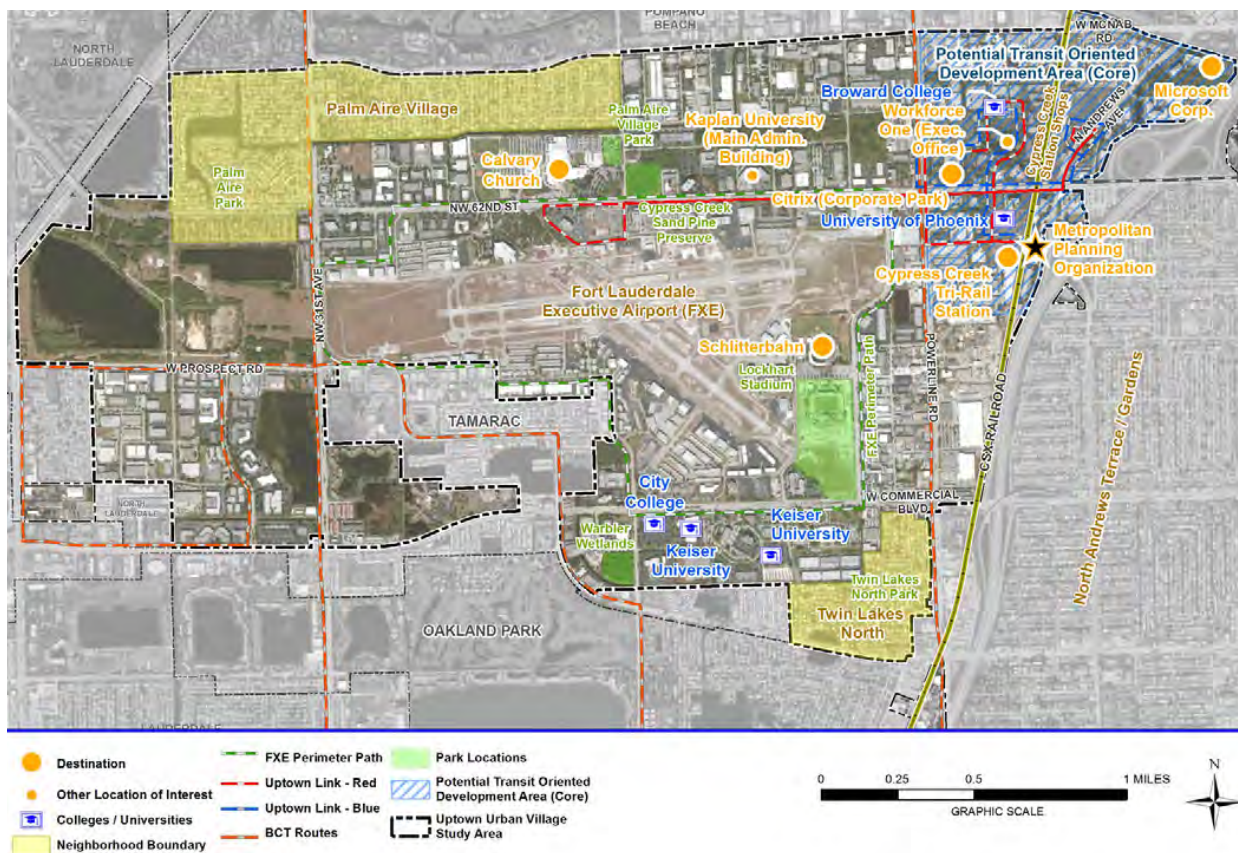 POMPANO
BEACH
NORTH
LAUDERDALE
W MCNAB
RD
Potential Transit Oriented
Development Area (Core)
Microsoft
Corp.
Palm Aire Village
Broward College
Workforce
One (Exec.
Office)
Cypress Creek
Station Shops
N ANDREWS
AVE
Palm Aire
Village
Park
Kaplan University
(Main Admin.
Building)
Calvary
Church
Palm
Aire
Park
Citrix (Corporate Park)
NW 62ND ST
Cypress Creek
Sand Pine
Preserve
University of Phoenix
Metropolitan
Planning
Organization
Cypress Creek
Tri-Rail
Station
NW 31ST AVE
Fort Lauderdale
Executive Airport (FXE)
Schlitterbahn
Lockhart
Stadium
FXE Perimeter Path
POWERLINE RD
CSX RAILROAD
W PROSPECT RD
TAMARAC
North Andrews Terrace / Gardens
NORTH
LAUDERDALE
City
College
W COMMERCIAL
BLVD
Keiser
University
Warbler
Wetlands
Keiser
University
Twin Lakes
North Park
Twin Lakes
North
OAKLAND PARK
LAUDERDALE
Destination
Other Location of Interest
Colleges / Universities
Neighborhood Boundary
FXE Perimeter Path
Uptown Link - Red
Uptown Link - Blue
BCT Routes
Park Locations
Potential Transit Oriented
Development Area (Core)
Uptown Urban Village
Study Area
0 0.25 0.5 1 MILES
GRAPHIC SCALE
N